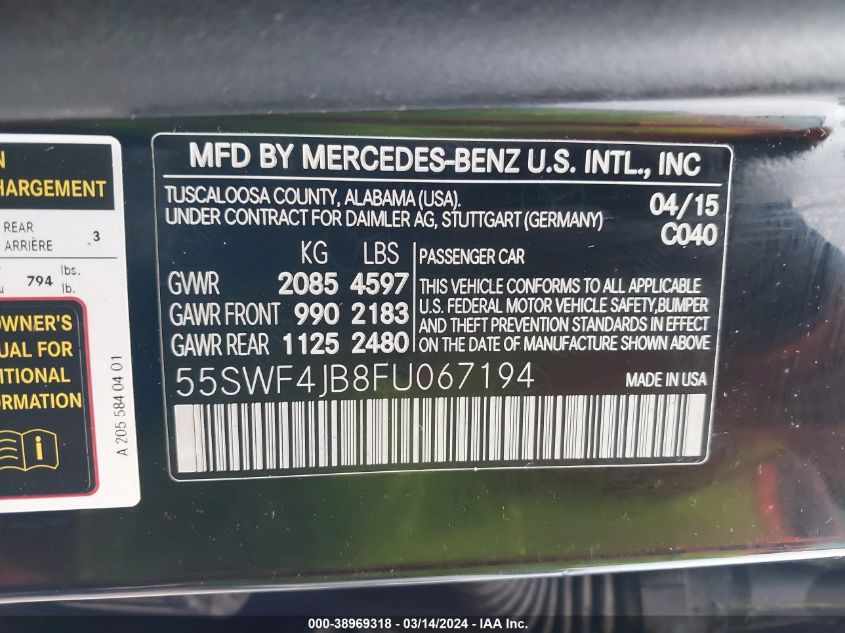 N
HARGEMENT
REAR
ARRIÈRE .3
794 lbs.
lb.
OWNER'S
UAL FOR
ITIONAL
ORMATION
A 205 584 04 01
MFD BY MERCEDES-BENZ U.S. INTL., INC
TUSCALOOSA COUNTY, ALABAMA (USA).
UNDER CONTRACT FOR DAIMLER AG, STUTTGART (GERMANY)
04/15
C040
KG LBS
GVWR 2085 4597
GAWR FRONT 990 2183
GAWR REAR 1125 2480
PASSENGER CAR
THIS VEHICLE CONFORMS TO ALL APPLICABLE
U.S. FEDERAL MOTOR VEHICLE SAFETY,BUMPER
AND THEFT PREVENTION STANDARDS IN EFFECT
ON THE DATE OF MANUFACTURE SHOWN ABOVE
55SWF4JB8FU067194
MADE IN USA
000-38969318 - 03/14/2024 - © IAA Inc.